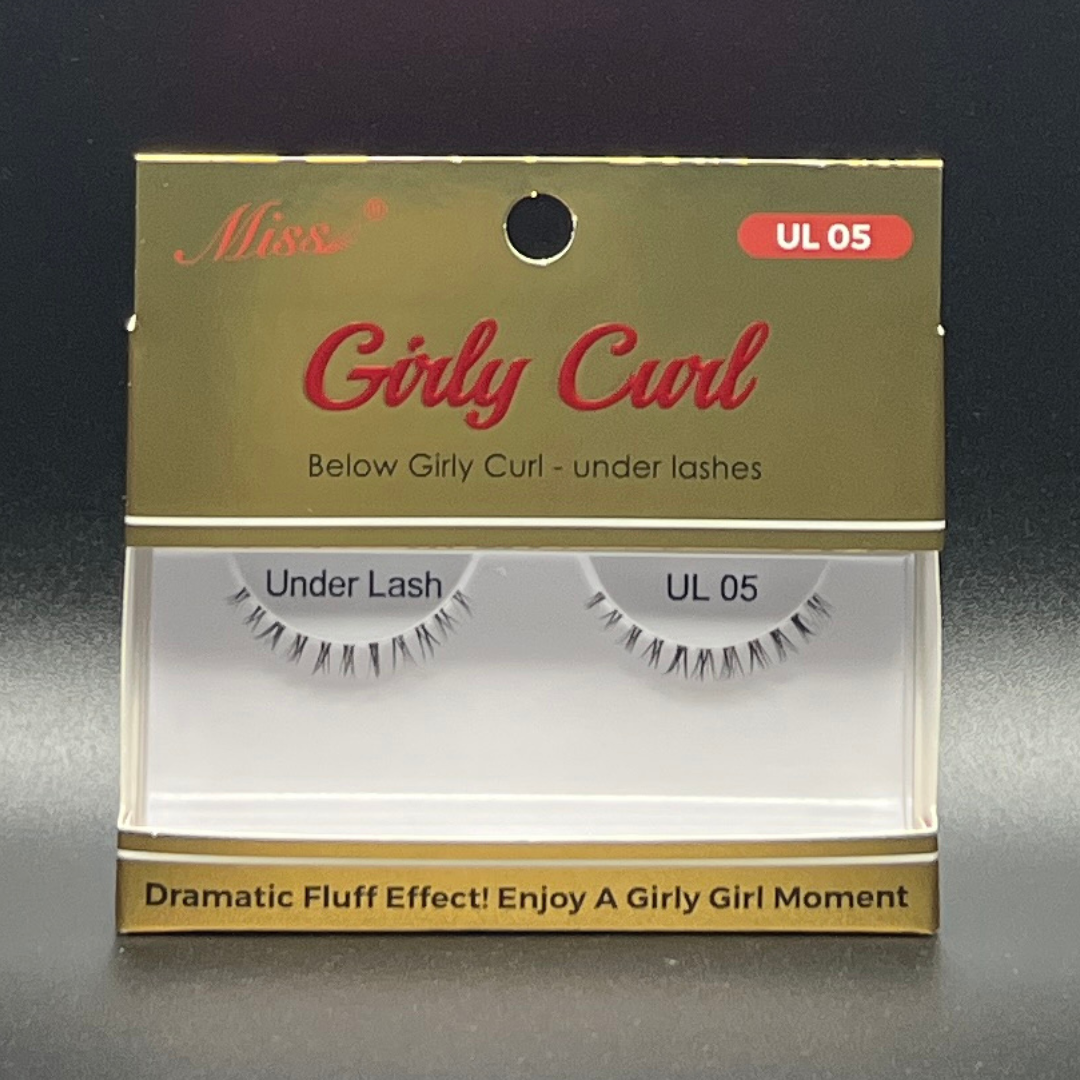 Miss®
UL 05
Girly Curl
Below Girly Curl - under lashes
Under Lash
UL 05
Dramatic Fluff Effect! Enjoy A Girly Girl Moment